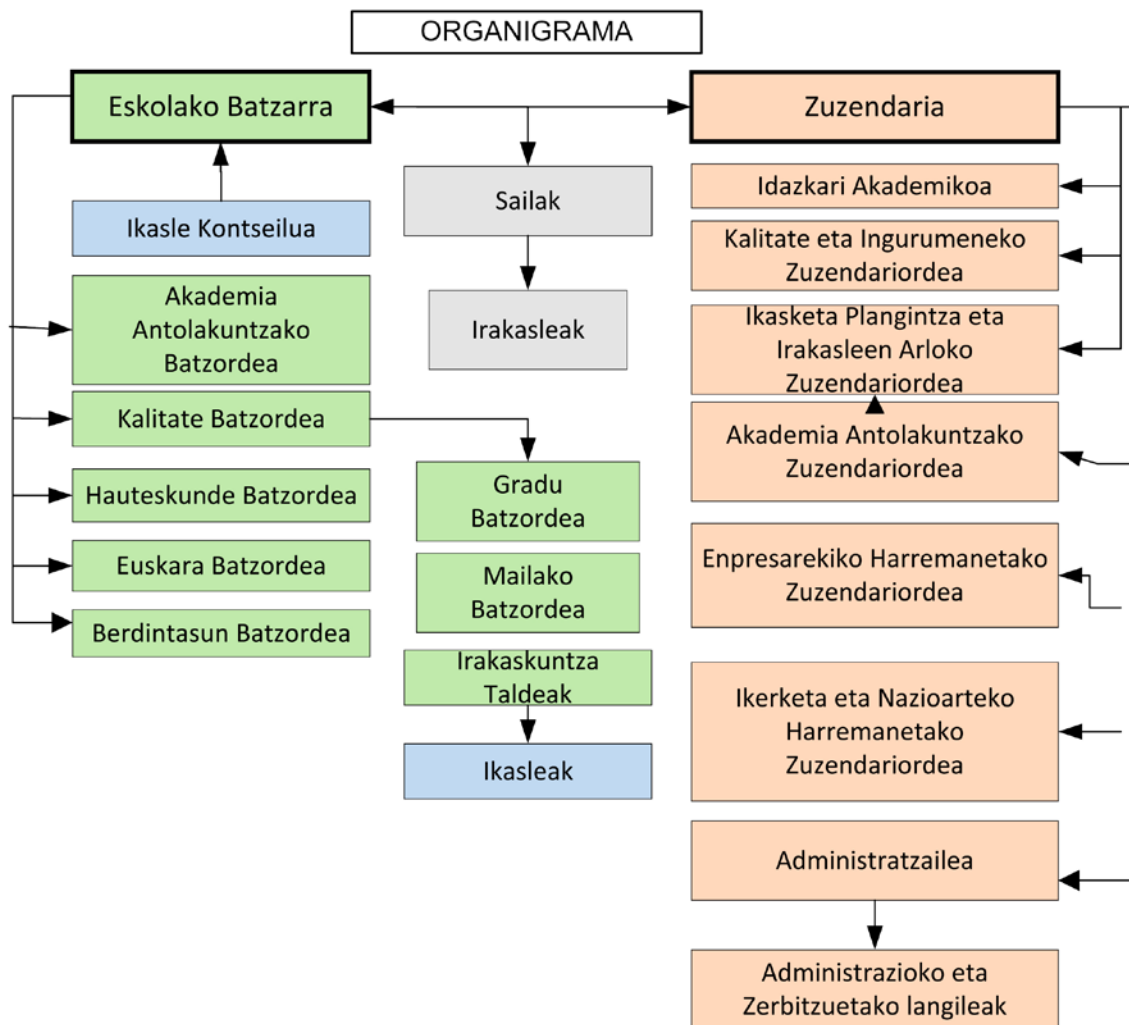 ORGANIGRAMA
Eskolako Batzarra
Zuzendaria
Ikasle Kontseilua
Akademia
Antolakuntzako
Batzordea
Kalitate Batzordea
Hauteskunde Batzordea
Euskara Batzordea
Berdintasun Batzordea
Sailak
Irakasleak
Gradu
Batzordea
Mailako
Batzordea
Irakaskuntza
Taldeak
Ikasleak
Idazkari Akademikoa
Kalitate eta Ingurumeneko
Zuzendariordea
Ikasketa Plangintza eta
Irakasleen Arloko
Zuzendariordea
Akademia Antolakuntzako
Zuzendariordea
Enpresarekiko Harremanetako
Zuzendariordea
Ikerketa eta Nazioarteko
Harremanetako
Zuzendariordea
Administratzailea
Administrazioko eta
Zerbitzuetako langileak